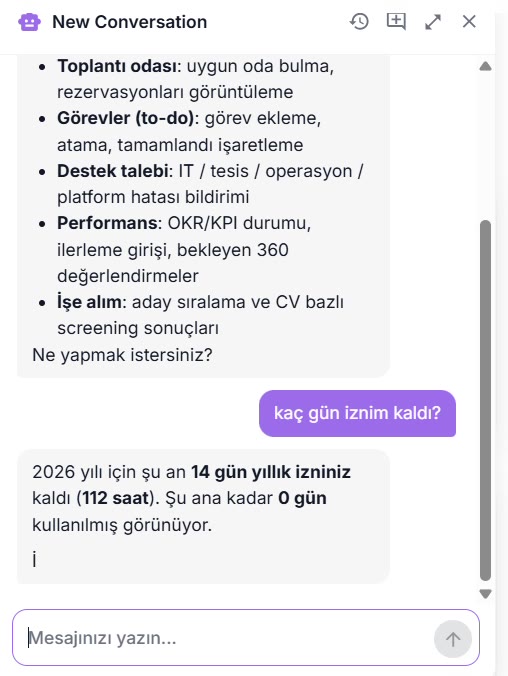 New Conversation
• Toplantı odası: uygun oda bulma,
rezervasyonları görüntüleme
• Görevler (to-do): görev ekleme,
atama, tamamlandı işaretleme
• Destek talebi: IT / tesis / operasyon /
platform hatası bildirimi
• Performans: OKR/KPI durumu,
ilerleme girişi, bekleyen 360
değerlendirmeler
• İşe alım: aday sıralama ve CV bazlı
screening sonuçları
Ne yapmak istersiniz?
kaç gün iznim kaldı?
2026 yılı için şu an 14 gün yıllık izniniz
kaldı (112 saat). Şu ana kadar 0 gün
kullanılmış görünüyor.
İ
Mesajınızı yazın...